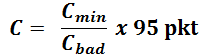 C = C_min / C_bad x 95 pkt